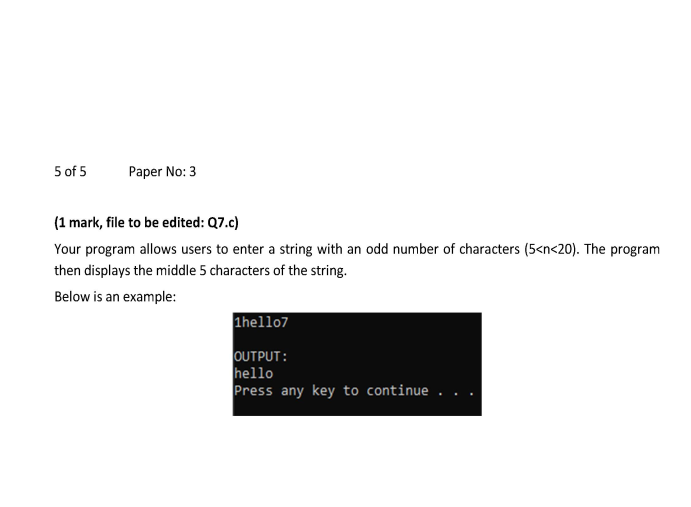 5 of 5 Paper No: 3
(1 mark, file to be edited: Q7.c)
Your program allows users to enter a string with an odd number of characters (5<n<20). The program
then displays the middle 5 characters of the string.
Below is an example:
1hello7
OUTPUT:
hello
Press any key to continue . . .